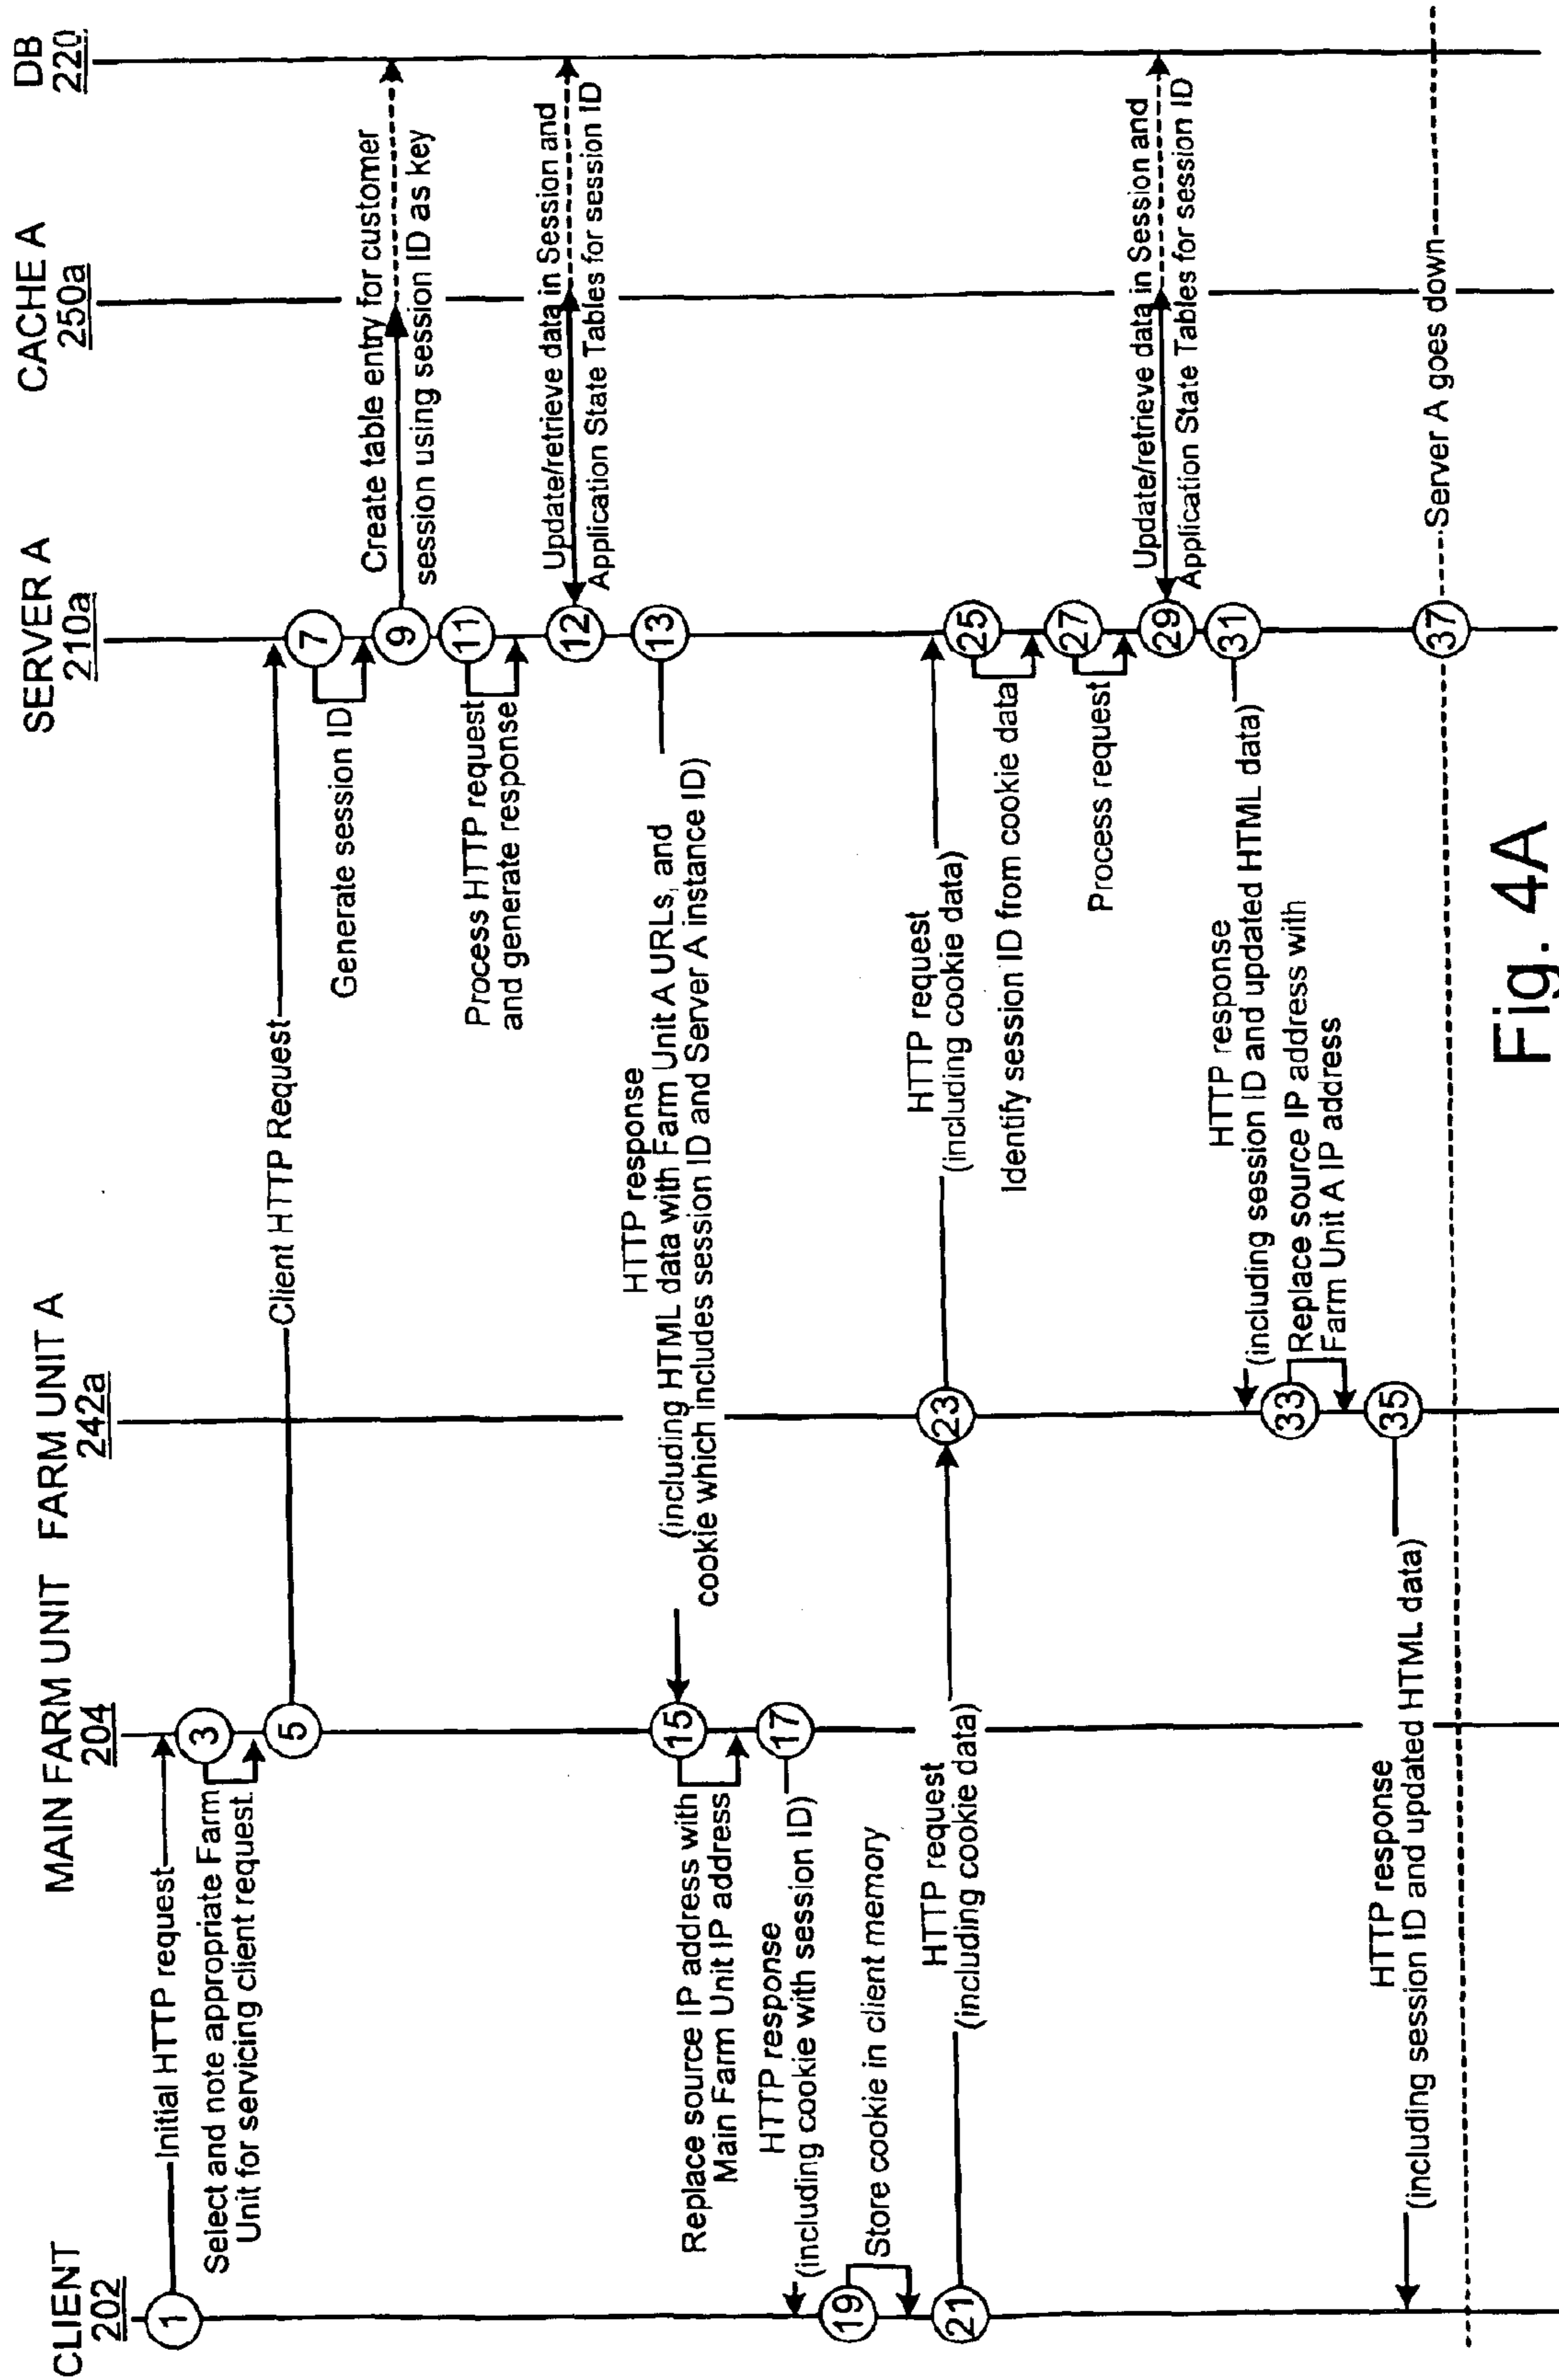 CLIENT
202
MAIN FARM UNIT
204
FARM UNIT A
242a
SERVER A
210a
CACHE A
250a
DB
220
1
Initial HTTP request
3
Select and note appropriate Farm
Unit for servicing client request.
5
Client HTTP Request
7
Generate session ID
9
Create table entry for customer
session using session ID as key
11
Process HTTP request
and generate response
12
Update/retrieve data in Session and
Application State Tables for session ID
13
HTTP response
(including HTML data with Farm Unit A URLs, and
cookie which includes session ID and Server A instance ID)
15
Replace source IP address with
Main Farm Unit IP address
17
HTTP response
(including cookie with session ID)
19
Store cookie in client memory
21
HTTP request
(including cookie data)
23
HTTP request
(including cookie data)
25
Identify session ID from cookie data
27
Process request
29
Update/retrieve data in Session and
Application State Tables for session ID
31
HTTP response
(including session ID and updated HTML data)
33
Replace source IP address with
Farm Unit A IP address
35
HTTP response
(including session ID and updated HTML data)
37
Server A goes down
Fig. 4A